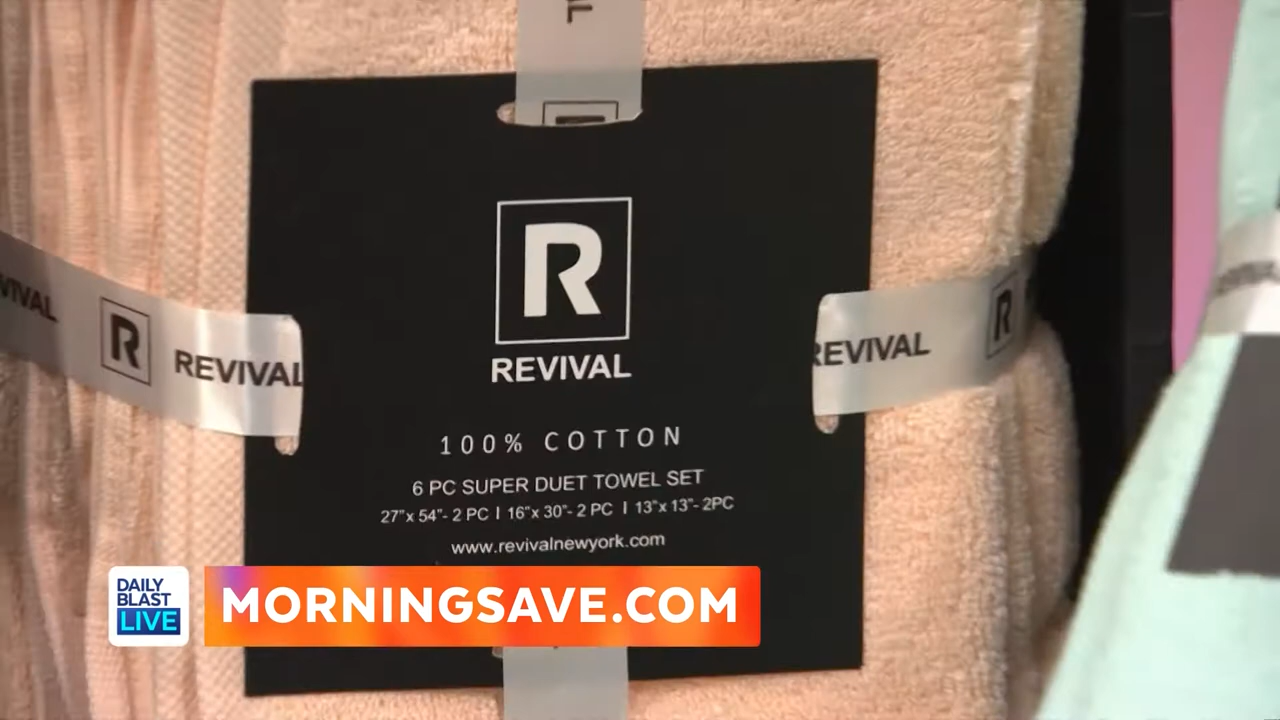 R
REVIVAL
100% COTTON
6 PC SUPER DUET TOWEL SET
27"x 54"- 2 PC I 16"x 30"- 2 PC I 13"x 13"- 2PC
www.revivalnewyork.com
VIVAL R REVIVAL
REVIVAL R
DAILY
BLAST
LIVE
MORNINGSAVE.COM